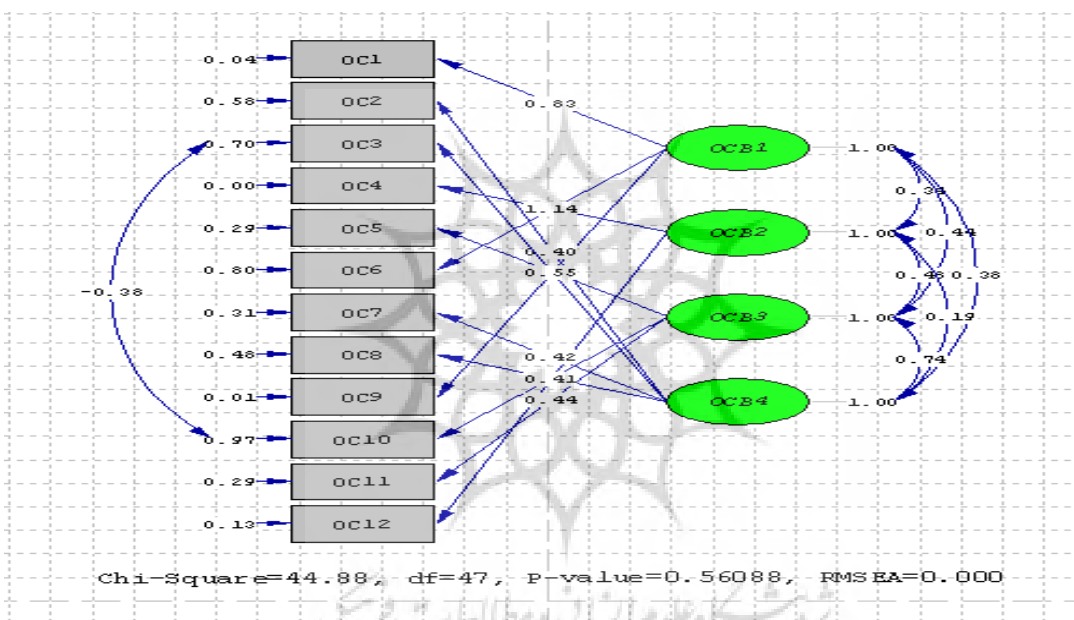 0.04 OC1
0.83
0.58 OC2
0.70 OC3
OCB1 1.00
0.00 OC4
0.34
1.14
0.29 OC5
OCB2 1.00 0.44
0.40
0.80 OC6
0.55
0.48 0.38
-0.38
0.31 OC7
OCB3 1.00 0.19
0.48 OC8
0.42
0.74
0.41
0.01 OC9
0.44
OCB4 1.00
0.97 OC10
0.29 OC11
0.13 OC12
Chi-Square=44.88, df=47, P-value=0.56088, RMSEA=0.000